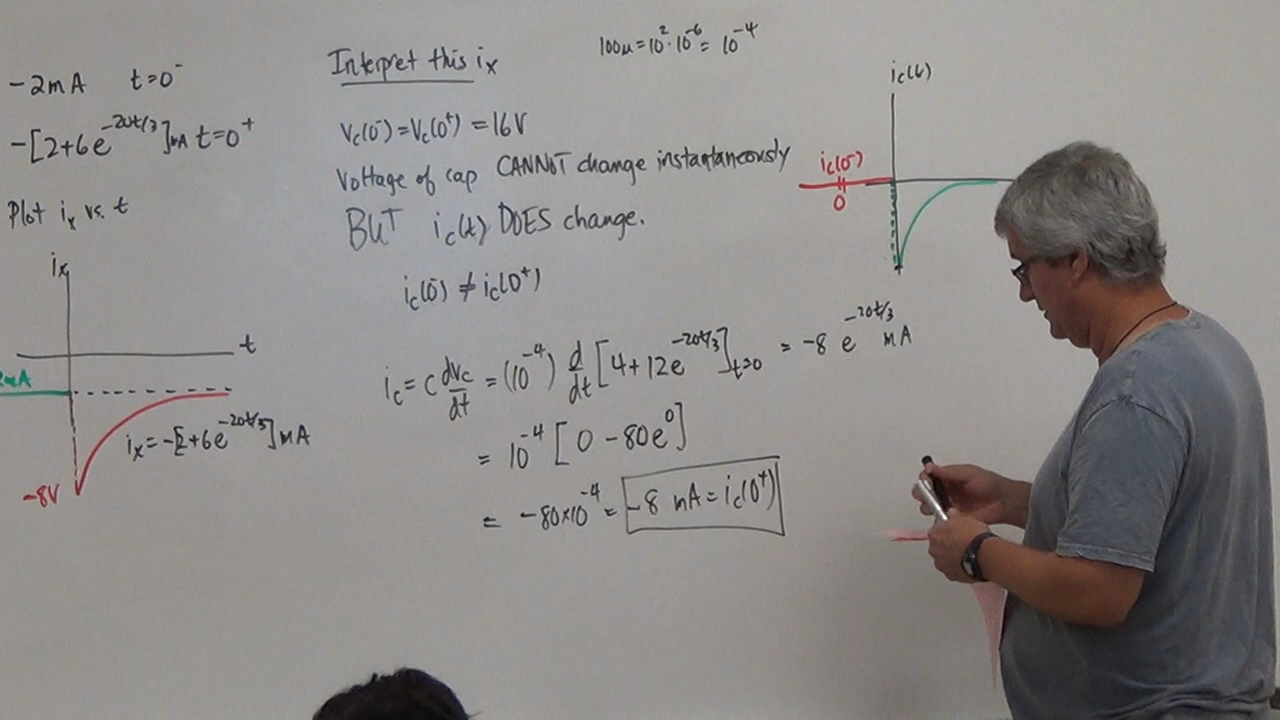 -2mA t=0⁻
-[2+6e^(-20t/3)]mA t=0⁺
Plot iₓ vs. t
iₓ
t
2mA
iₓ=-[2+6e^(-20t/3)]mA
-8V
Interpret this iₓ
V_c(0⁻)=V_c(0⁺)=16V
Voltage of cap CANNOT change instantaneously
BUT i_c(t) DOES change.
i_c(0⁻) ≠ i_c(0⁺)
i_c = C dv_c/dt = (10⁻⁴) d/dt [4+12e^(-20t/3)]_(t=0) = -8 e^(-20t/3) mA
= 10⁻⁴ [0 -80e⁰]
= -80×10⁻⁴ = -8 mA = i_c(0⁺)
100μ=10²·10⁻⁶= 10⁻⁴
i_c(t)
i_c(0⁻)
0